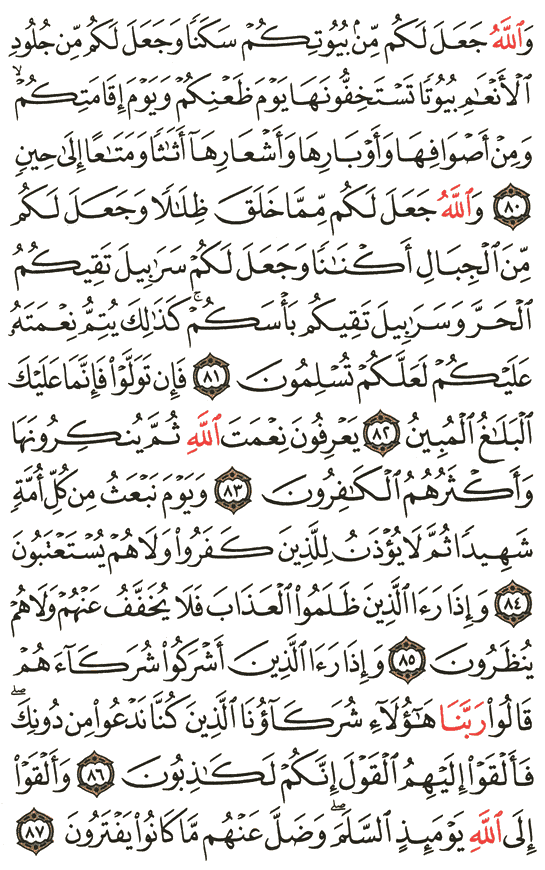 وَٱللَّهُ جَعَلَ لَكُم مِّنۢ بُيُوتِكُمۡ سَكَنٗا وَجَعَلَ لَكُم مِّن جُلُودِ
ٱلۡأَنۡعَٰمِ بُيُوتٗا تَسۡتَخِفُّونَهَا يَوۡمَ ظَعۡنِكُمۡ وَيَوۡمَ إِقَامَتِكُمۡ ۙ
وَمِنۡ أَصۡوَافِهَا وَأَوۡبَارِهَا وَأَشۡعَارِهَآ أَثَٰثٗا وَمَتَٰعًا إِلَىٰ حِينٖ
٨٠ وَٱللَّهُ جَعَلَ لَكُم مِّمَّا خَلَقَ ظِلَٰلٗا وَجَعَلَ لَكُم
مِّنَ ٱلۡجِبَالِ أَكۡنَٰنٗا وَجَعَلَ لَكُمۡ سَرَٰبِيلَ تَقِيكُمُ
ٱلۡحَرَّ وَسَرَٰبِيلَ تَقِيكُم بَأۡسَكُمۡۚ كَذَٰلِكَ يُتِمُّ نِعۡمَتَهُۥ
عَلَيۡكُمۡ لَعَلَّكُمۡ تُسۡلِمُونَ ٨١ فَإِن تَوَلَّوۡاْ فَإِنَّمَا عَلَيۡكَ
ٱلۡبَلَٰغُ ٱلۡمُبِينُ ٨٢ يَعۡرِفُونَ نِعۡمَتَ ٱللَّهِ ثُمَّ يُنكِرُونَهَا
وَأَكۡثَرُهُمُ ٱلۡكَٰفِرُونَ ٨٣ وَيَوۡمَ نَبۡعَثُ مِن كُلِّ أُمَّةٖ
شَهِيدٗا ثُمَّ لَا يُؤۡذَنُ لِلَّذِينَ كَفَرُواْ وَلَا هُمۡ يُسۡتَعۡتَبُونَ
٨٤ وَإِذَا رَءَا ٱلَّذِينَ ظَلَمُواْ ٱلۡعَذَابَ فَلَا يُخَفَّفُ عَنۡهُمۡ وَلَا هُمۡ
يُنظَرُونَ ٨٥ وَإِذَا رَءَا ٱلَّذِينَ أَشۡرَكُواْ شُرَكَآءَهُمۡ
قَالُواْ رَبَّنَا هَٰٓؤُلَآءِ شُرَكَآؤُنَا ٱلَّذِينَ كُنَّا نَدۡعُواْ مِن دُونِكَۖ
فَأَلۡقَوۡاْ إِلَيۡهِمُ ٱلۡقَوۡلَ إِنَّكُمۡ لَكَٰذِبُونَ ٨٦ وَأَلۡقَوۡاْ
إِلَى ٱللَّهِ يَوۡمَئِذٍ ٱلسَّلَمَۖ وَضَلَّ عَنۡهُم مَّا كَانُواْ يَفۡتَرُونَ ٨٧